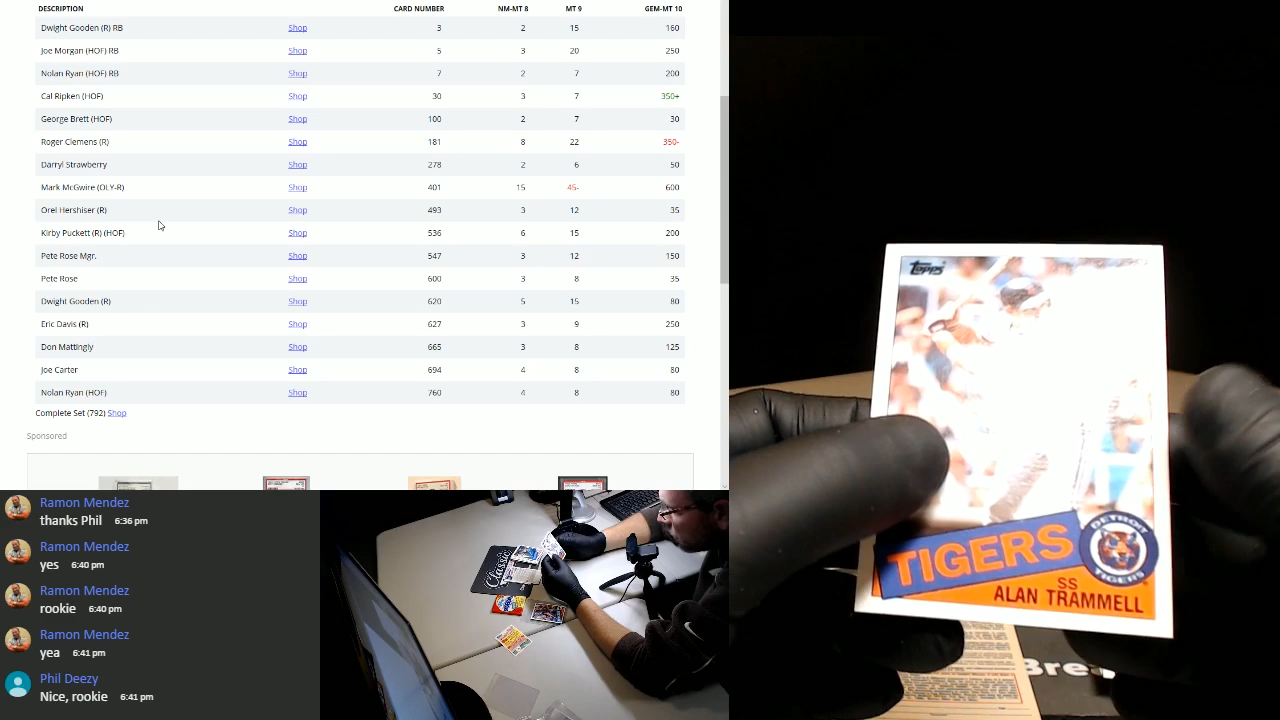 DESCRIPTION CARD NUMBER NM-MT 8 MT 9 GEM-MT 10
Dwight Gooden (R) RB Shop 3 2 15 160
Joe Morgan (HOF) RB Shop 5 3 20 250
Nolan Ryan (HOF) RB Shop 7 2 7 200
Cal Ripken (HOF) Shop 30 3 7 350+
George Brett (HOF) Shop 100 2 7 30
Roger Clemens (R) Shop 181 8 22 350-
Darryl Strawberry Shop 278 2 6 50
Mark McGwire (OLY-R) Shop 401 15 45- 600
Orel Hershiser (R) Shop 493 3 12 35
Kirby Puckett (R) (HOF) Shop 536 6 15 200
Pete Rose Mgr. Shop 547 3 12 150
Pete Rose Shop 600 3 8 35
Dwight Gooden (R) Shop 620 5 15 80
Eric Davis (R) Shop 627 3 9 250
Don Mattingly Shop 665 3 8 125
Joe Carter Shop 694 4 8 80
Nolan Ryan (HOF) Shop 760 4 8 80
Complete Set (792) Shop
Sponsored
Ramon Mendez
thanks Phil 6:36 pm
Ramon Mendez
yes 6:40 pm
Ramon Mendez
rookie 6:40 pm
Ramon Mendez
yea 6:41 pm
Phil Deezy
Nice, rookie 6:41 pm
Classic
Topps
TIGERS
DETROIT
TIGERS
SS
ALAN TRAMMELL
Bre